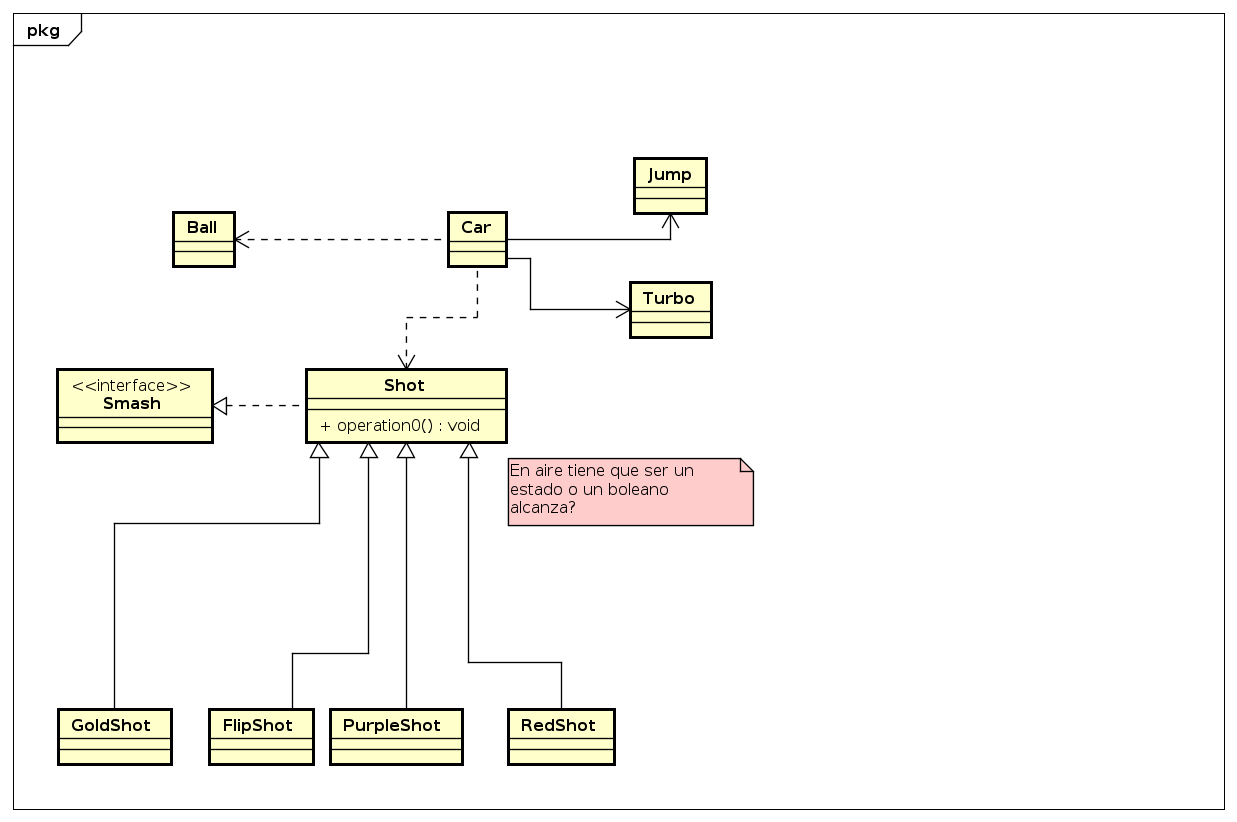 pkg
Jump
Ball
Car
Turbo
<<interface>>
Smash
Shot
+ operation0() : void
En aire tiene que ser un
estado o un boleano
alcanza?
GoldShot
FlipShot
PurpleShot
RedShot